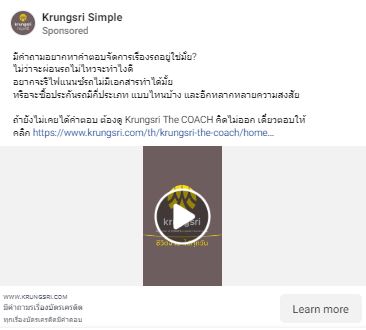 Krungsri Simple
Sponsored
มีคำถามอยากหาคำตอบจัดการเรื่องรถอยู่ใช่มั้ย?
ไม่ว่าจะผ่อนรถไม่ไหวจะทำไงดี
อยากจะรีไฟแนนซ์รถไม่มีเอกสารทำได้มั้ย
หรือจะซื้อประกันรถมีกี่ประเภท แบบไหนบ้าง และอีกหลากหลายความสงสัย
ถ้ายังไม่เคยได้คำตอบ ต้องดู Krungsri The COACH คิดไม่ออก เดี๋ยวตอบให้
คลิก https://www.krungsri.com/th/krungsri-the-coach/home...
krungsri
ชีวิตง่าย ได้ทุกวัน
WWW.KRUNGSRI.COM
มีคำถามเรื่องบัตรเครดิต
ทุกเรื่องบัตรเครดิตมีคำตอบ
Learn more